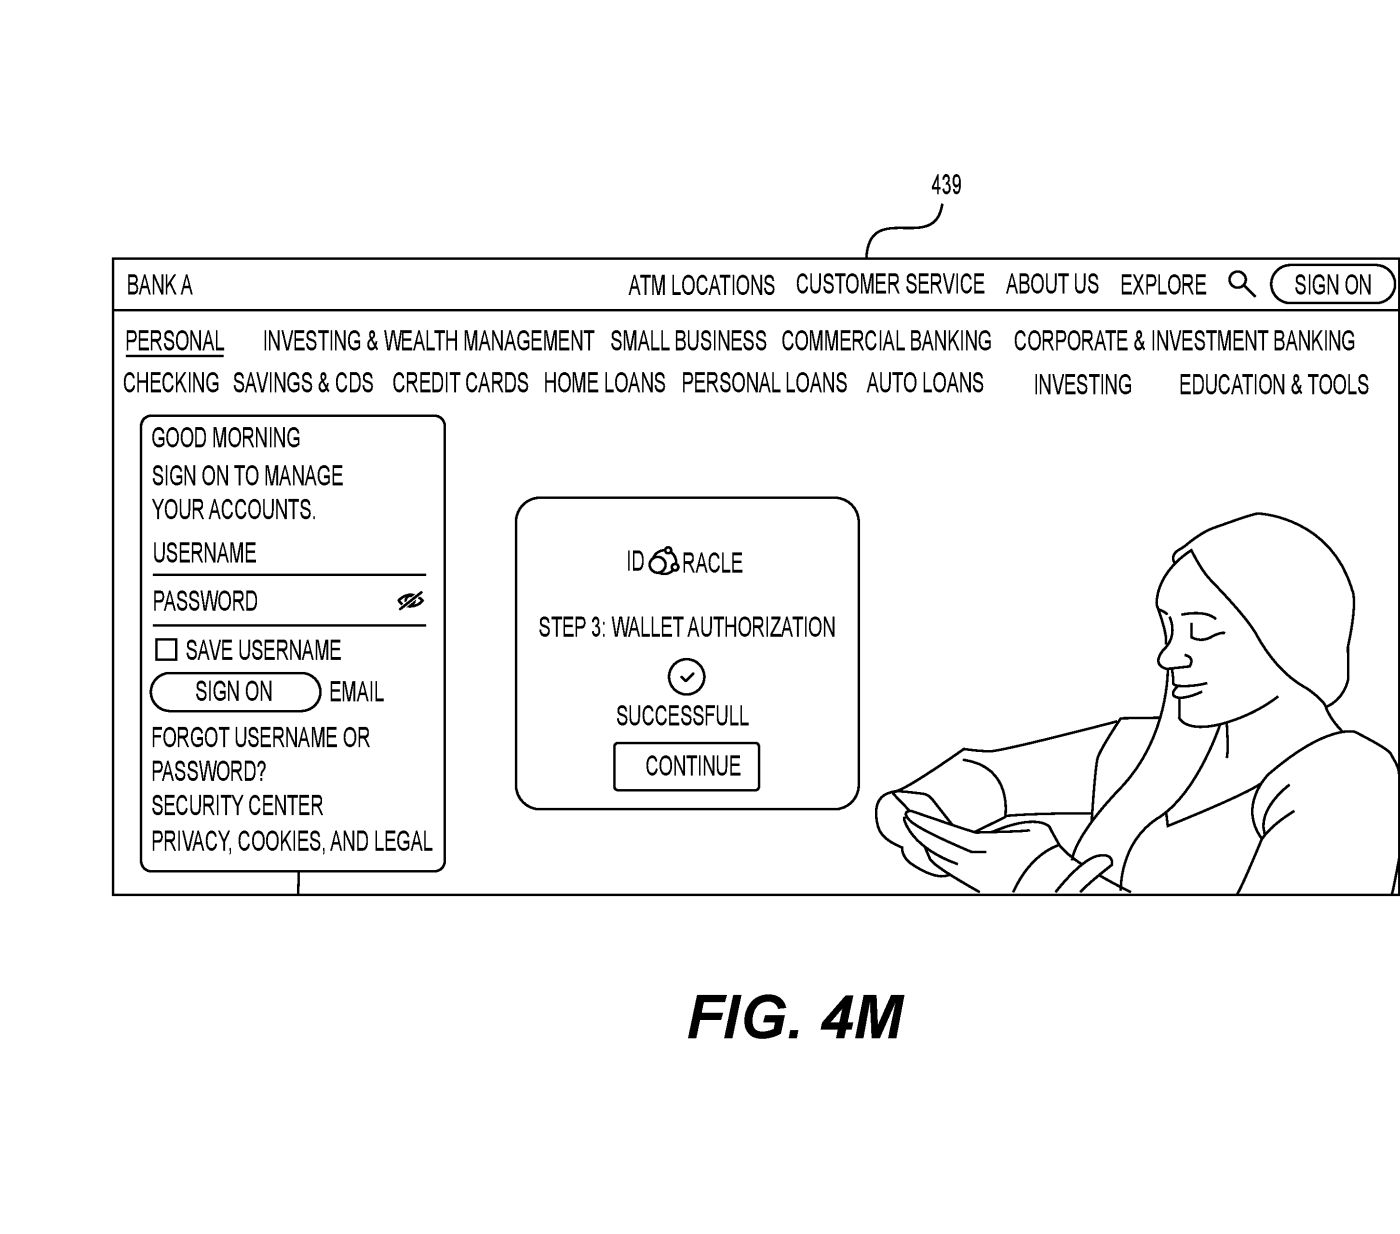 439
BANK A ATM LOCATIONS CUSTOMER SERVICE ABOUT US EXPLORE SIGN ON
PERSONAL INVESTING & WEALTH MANAGEMENT SMALL BUSINESS COMMERCIAL BANKING CORPORATE & INVESTMENT BANKING
CHECKING SAVINGS & CDS CREDIT CARDS HOME LOANS PERSONAL LOANS AUTO LOANS INVESTING EDUCATION & TOOLS
GOOD MORNING
SIGN ON TO MANAGE
YOUR ACCOUNTS.
USERNAME
PASSWORD
SAVE USERNAME
SIGN ON EMAIL
FORGOT USERNAME OR
PASSWORD?
SECURITY CENTER
PRIVACY, COOKIES, AND LEGAL
ID RACLE
STEP 3: WALLET AUTHORIZATION
SUCCESSFULL
CONTINUE
FIG. 4M